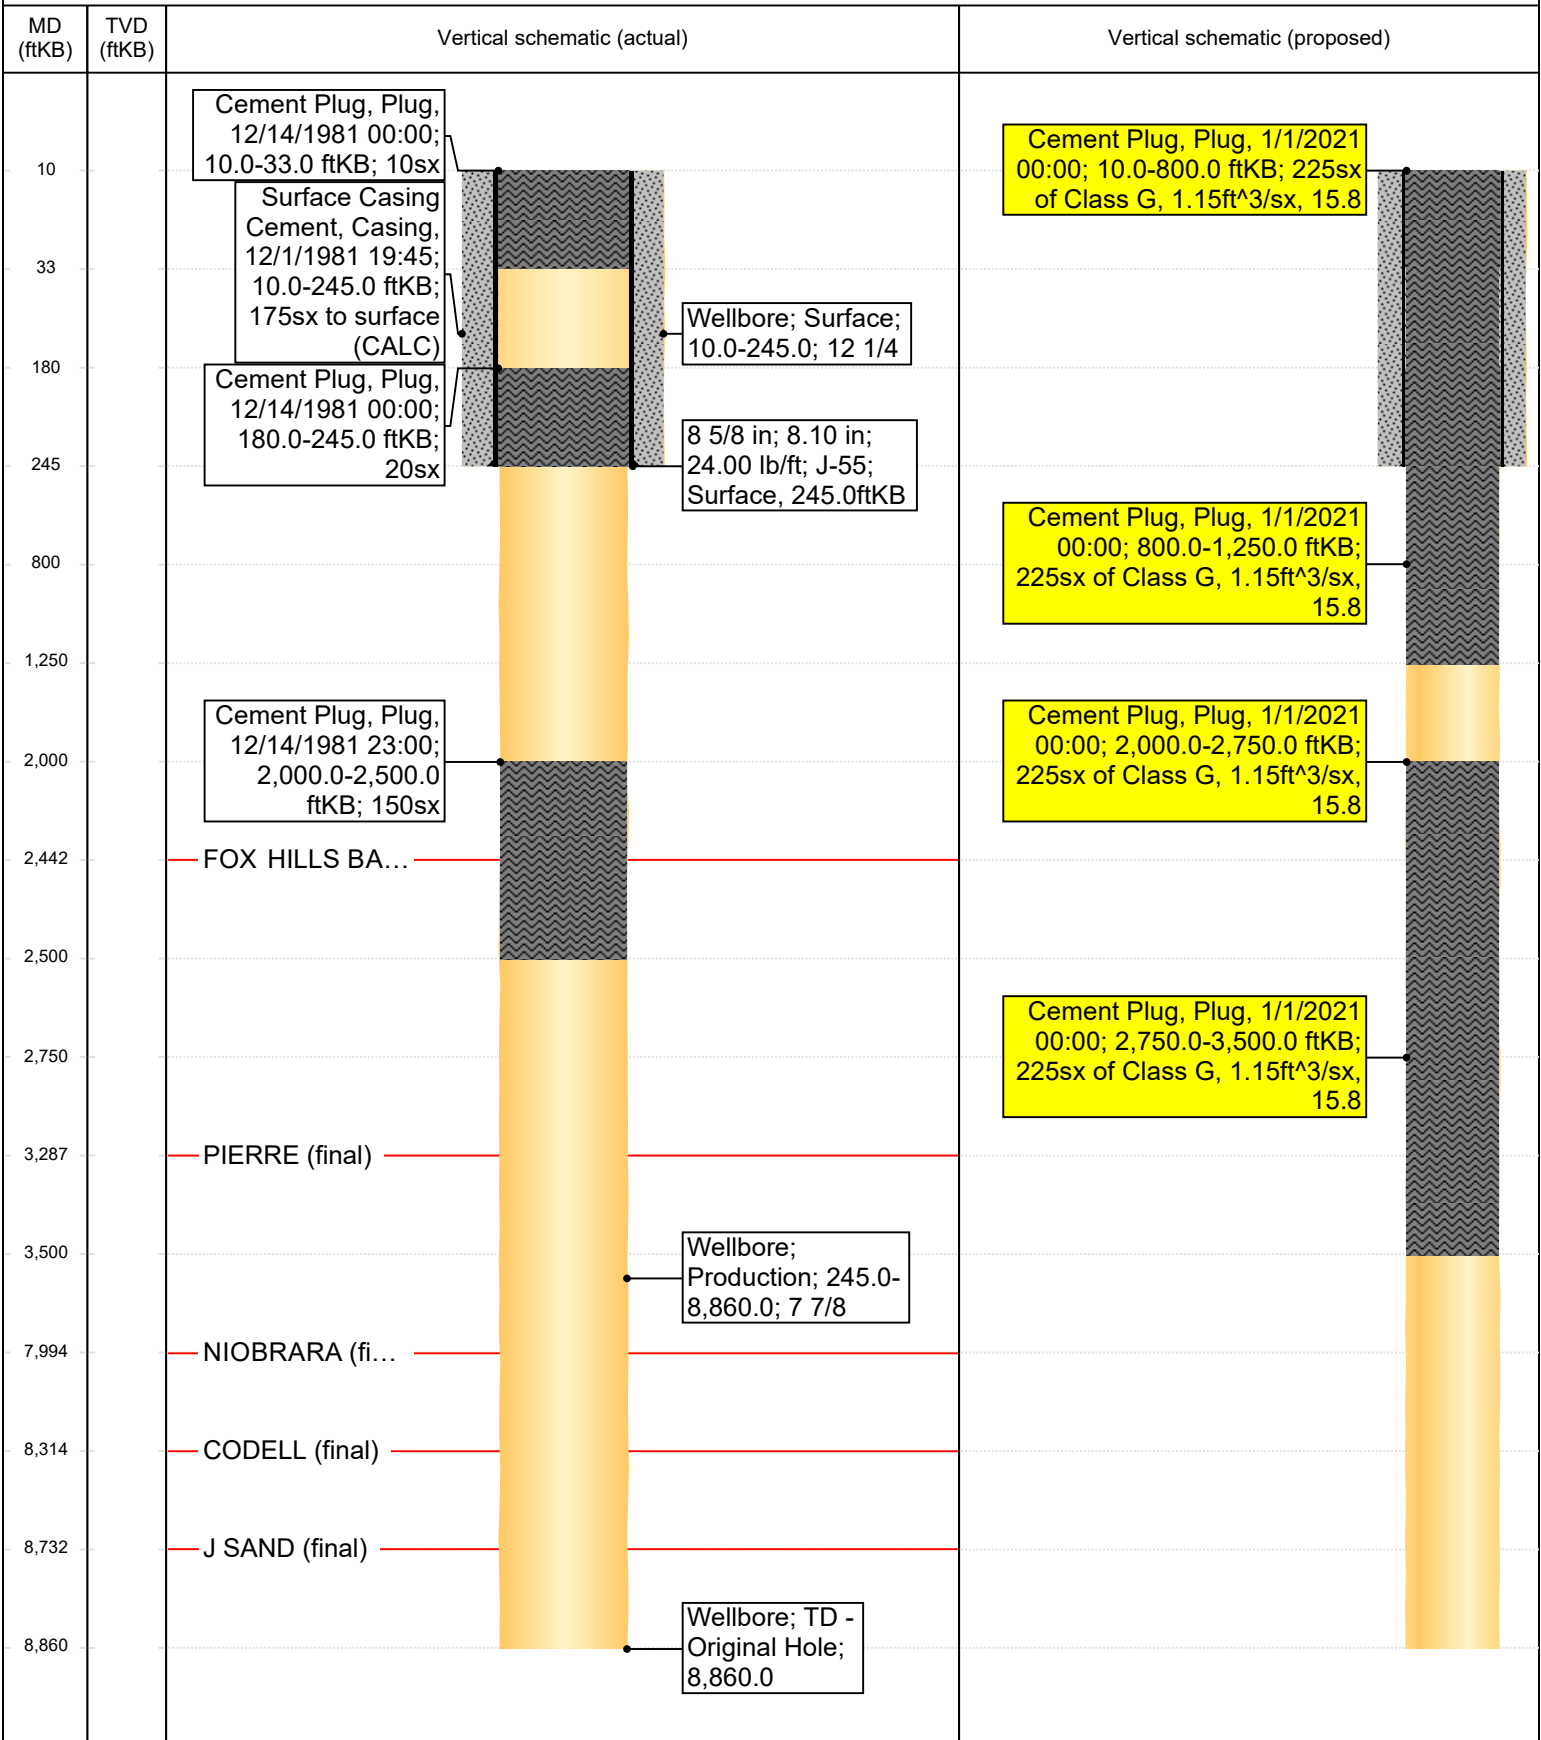 MD
(ftKB)
TVD
(ftKB)
Vertical schematic (actual)
Vertical schematic (proposed)
10
33
180
245
800
1,250
2,000
2,442
2,500
2,750
3,287
3,500
7,994
8,314
8,732
8,860
Cement Plug, Plug,
12/14/1981 00:00;
10.0-33.0 ftKB; 10sx
Surface Casing
Cement, Casing,
12/1/1981 19:45;
10.0-245.0 ftKB;
175sx to surface
(CALC)
Wellbore; Surface;
10.0-245.0; 12 1/4
Cement Plug, Plug,
12/14/1981 00:00;
180.0-245.0 ftKB;
20sx
8 5/8 in; 8.10 in;
24.00 lb/ft; J-55;
Surface, 245.0ftKB
Cement Plug, Plug,
12/14/1981 23:00;
2,000.0-2,500.0
ftKB; 150sx
FOX HILLS BA...
PIERRE (final)
Wellbore;
Production; 245.0-
8,860.0; 7 7/8
NIOBRARA (fi...
CODELL (final)
J SAND (final)
Wellbore; TD -
Original Hole;
8,860.0
Cement Plug, Plug, 1/1/2021
00:00; 10.0-800.0 ftKB; 225sx
of Class G, 1.15ft^3/sx, 15.8
Cement Plug, Plug, 1/1/2021
00:00; 800.0-1,250.0 ftKB;
225sx of Class G, 1.15ft^3/sx,
15.8
Cement Plug, Plug, 1/1/2021
00:00; 2,000.0-2,750.0 ftKB;
225sx of Class G, 1.15ft^3/sx,
15.8
Cement Plug, Plug, 1/1/2021
00:00; 2,750.0-3,500.0 ftKB;
225sx of Class G, 1.15ft^3/sx,
15.8